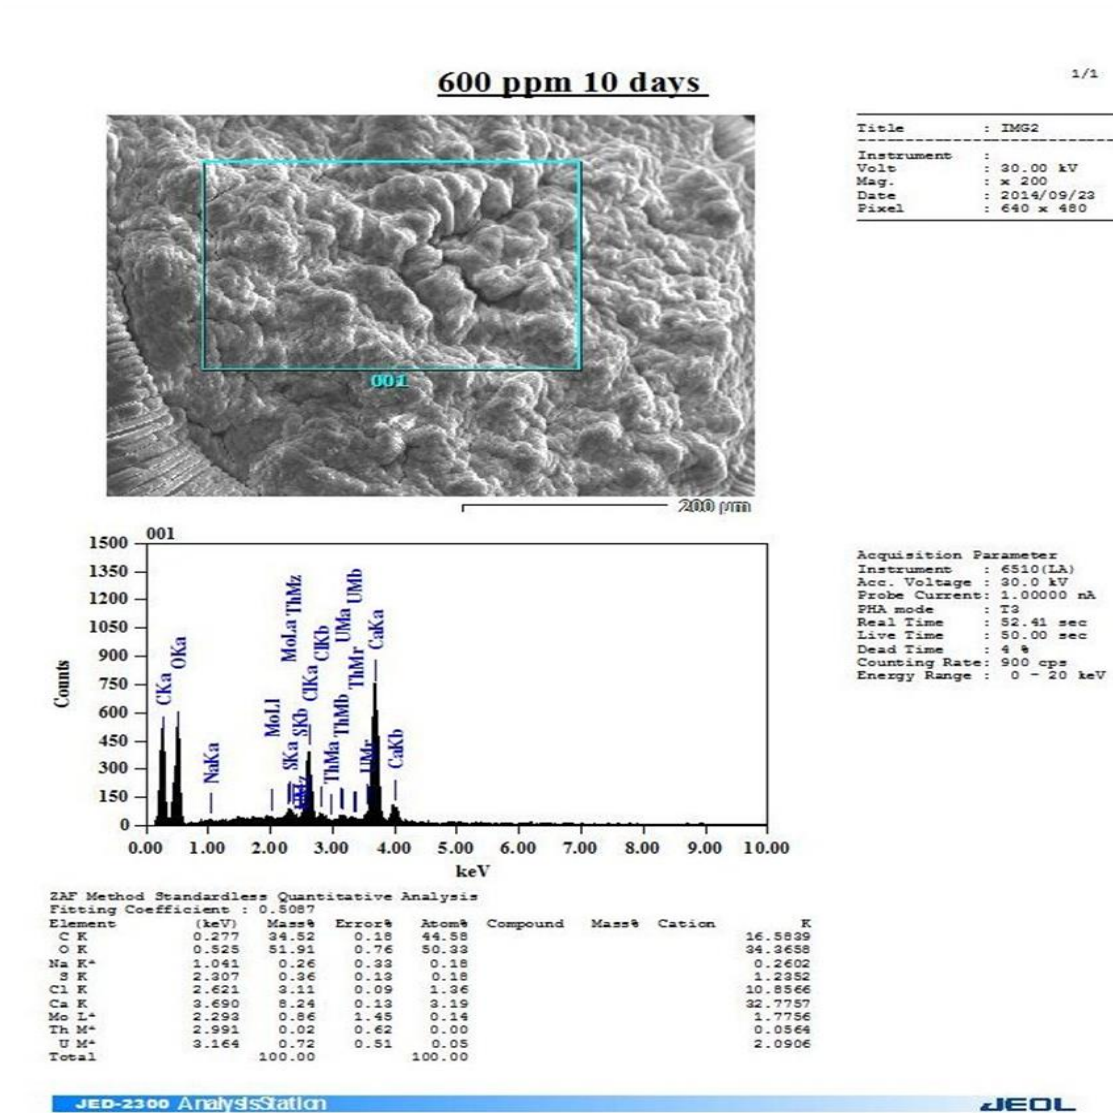 600 ppm 10 days
1/1
Title : IMG2
Instrument :
Volt : 30.00 kV
Mag. : x 200
Date : 2014/09/23
Pixel : 640 x 480
001
200 μm
001
1500
1350
1200
1050
900
750
600
450
300
150
0
Counts
CKa
OKa
NaKa
MoLl
SKa
MoLa
ThMz
SKb
ClKa
ClKb
ThMa
ThMb
UMa
ThMr
UMb
UMr
CaKa
CaKb
0.00 1.00 2.00 3.00 4.00 5.00 6.00 7.00 8.00 9.00 10.00
keV
Acquisition Parameter
Instrument : 6510(LA)
Acc. Voltage : 30.0 kV
Probe Current: 1.00000 nA
PHA mode : T3
Real Time : 52.41 sec
Live Time : 50.00 sec
Dead Time : 4 %
Counting Rate: 900 cps
Energy Range : 0 - 20 keV
ZAF Method Standardless Quantitative Analysis
Fitting Coefficient : 0.5087
Element (keV) Mass% Error% Atom% Compound Mass% Cation K
C K 0.277 34.52 0.18 44.58 16.5839
O K 0.525 51.91 0.76 50.33 34.3658
Na K* 1.041 0.26 0.33 0.18 0.2602
S K 2.307 0.36 0.13 0.18 1.2352
Cl K 2.621 3.11 0.09 1.36 10.8566
Ca K 3.690 8.24 0.13 3.19 32.7757
Mo L* 2.293 0.86 1.45 0.14 1.7756
Th M* 2.991 0.02 0.62 0.00 0.0564
U M* 3.164 0.72 0.51 0.05 2.0906
Total 100.00 100.00
JED-2300 AnalysisStation
JEOL